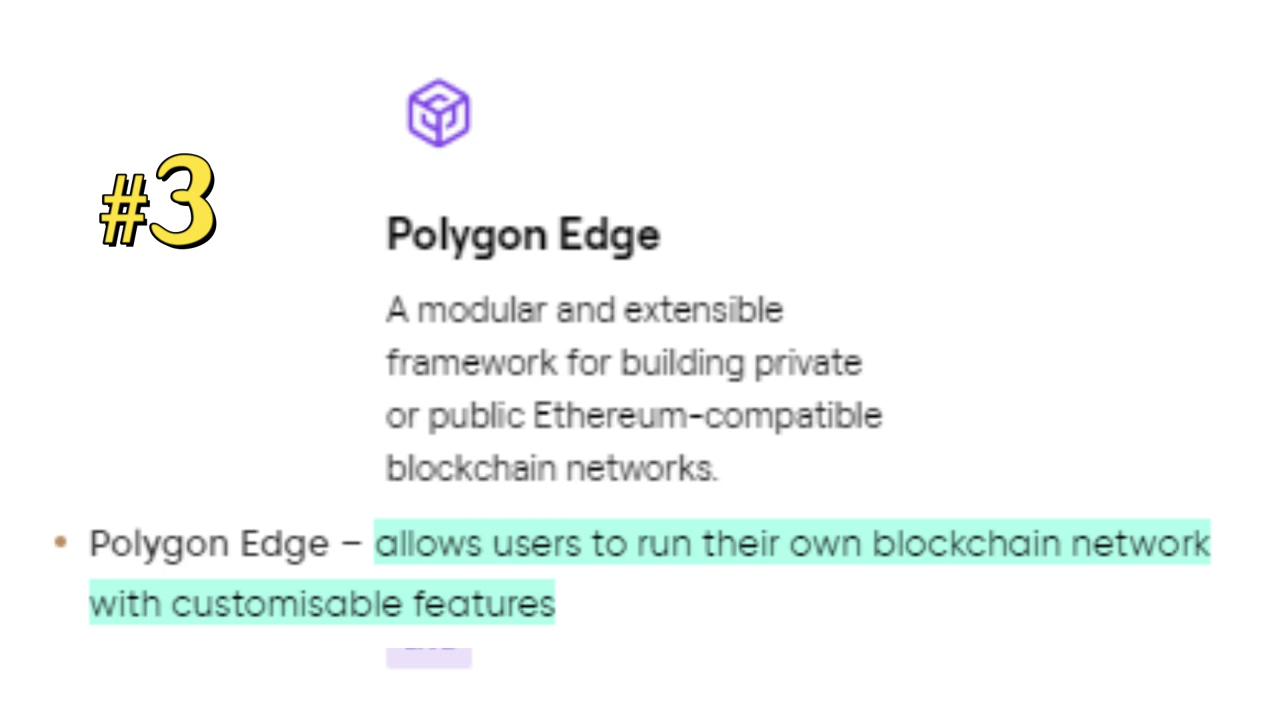 #3
Polygon Edge
A modular and extensible
framework for building private
or public Ethereum-compatible
blockchain networks.
• Polygon Edge – allows users to run their own blockchain network
with customisable features